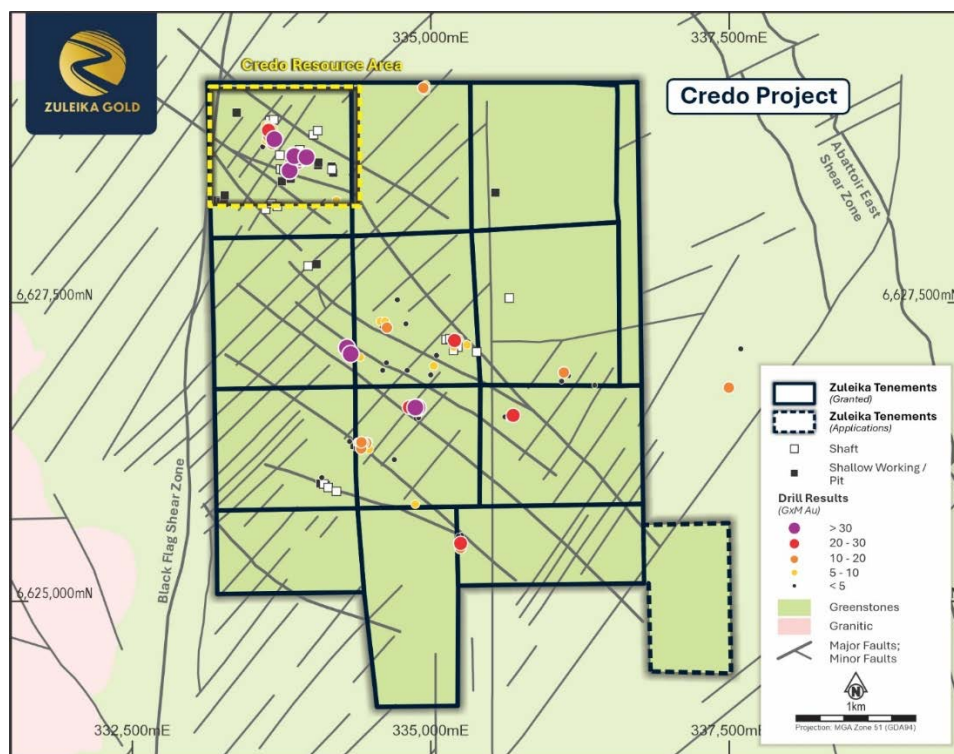 335,000mE
337,500mE
ZULEIKA GOLD
Credo Resource Area
Credo Project
Abattoir East
Shear Zone
6,627,500mN
6,627,500mN
Black Flag Shear Zone
Zuleika Tenements
(Granted)
Zuleika Tenements
(Applications)
Shaft
Shallow Working /
Pit
Drill Results
(GxM Au)
> 30
20 - 30
10 - 20
5 - 10
< 5
Greenstones
Granitic
Major Faults;
Minor Faults
N
1km
Projection: MGA Zone 51 (GDA94)
6,625,000mN
332,500mE
335,000mE
337,500mE